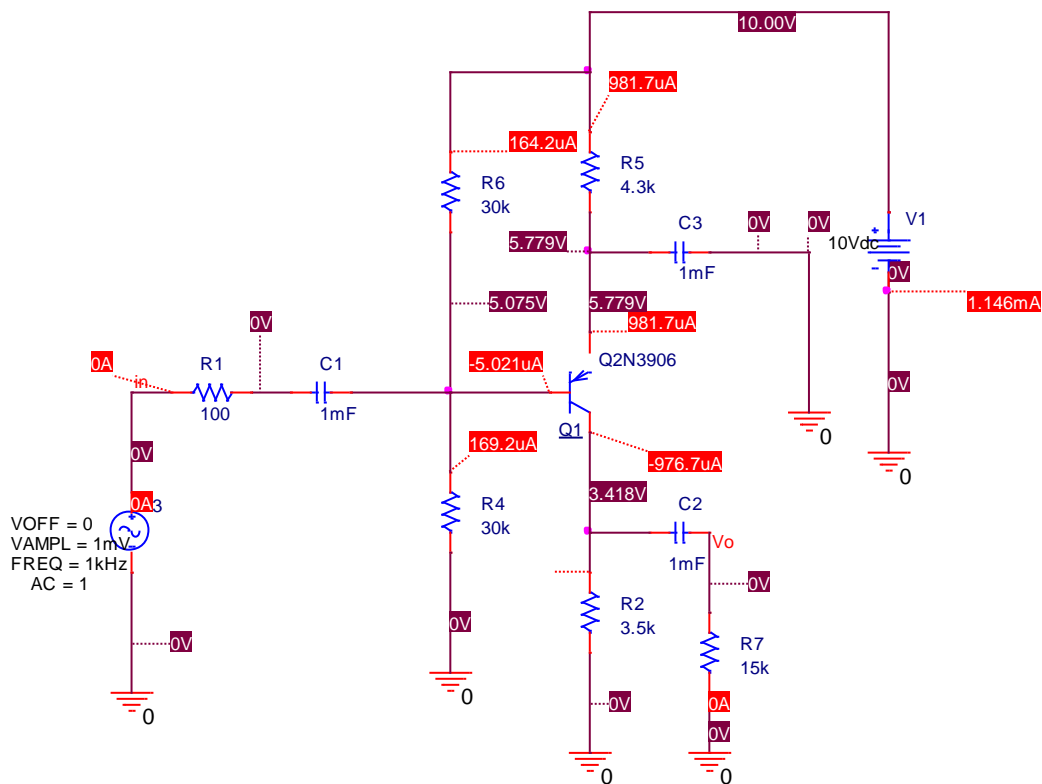 10.00V
981.7uA
164.2uA
R5
4.3k
R6
30k
C3
0V
0V
V1
5.779V
10Vdc
1mF
0V
5.075V
5.779V
1.146mA
0V
981.7uA
0A
in
R1
C1
-5.021uA
Q2N3906
0V
100
1mF
0
Q1
169.2uA
-976.7uA
0V
0
3.418V
0A
3
R4
30k
C2
VOFF = 0
VAMPL = 1mV
FREQ = 1kHz
AC = 1
1mF
Vo
0V
R2
3.5k
0V
0V
R7
15k
0
0V
0A
0
0V
0
0